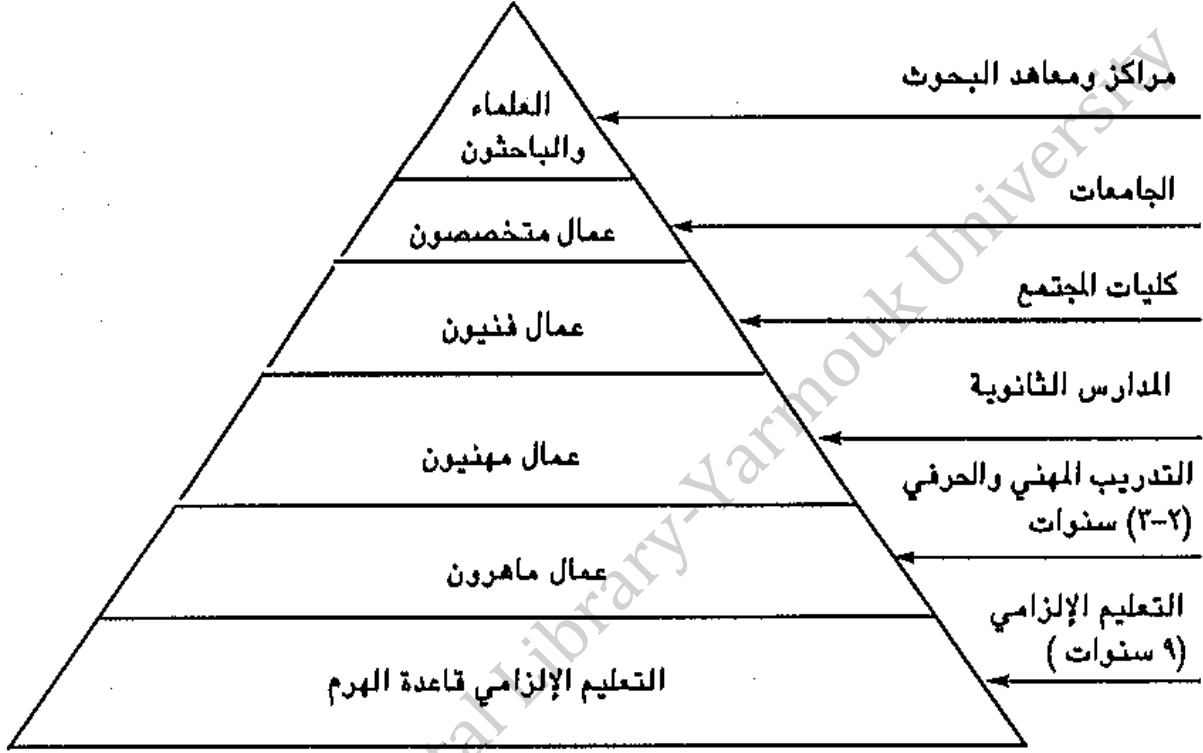 مراكز ومعاهد البحوث
العلماء
والباحثون
الجامعات
عمال متخصصون
كليات المجتمع
عمال فنيون
المدارس الثانوية
عمال مهنيون
التدريب المهني والحرفي
(٢-٣) سنوات
عمال ماهرون
التعليم الإلزامي
(٩ سنوات )
التعليم الإلزامي قاعدة الهرم
tal Library-Yarmouk University